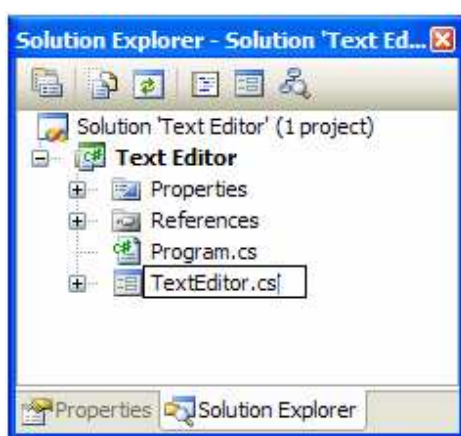 Solution Explorer - Solution 'Text Ed...
Solution 'Text Editor' (1 project)
Text Editor
Properties
References
Program.cs
TextEditor.cs
Properties
Solution Explorer